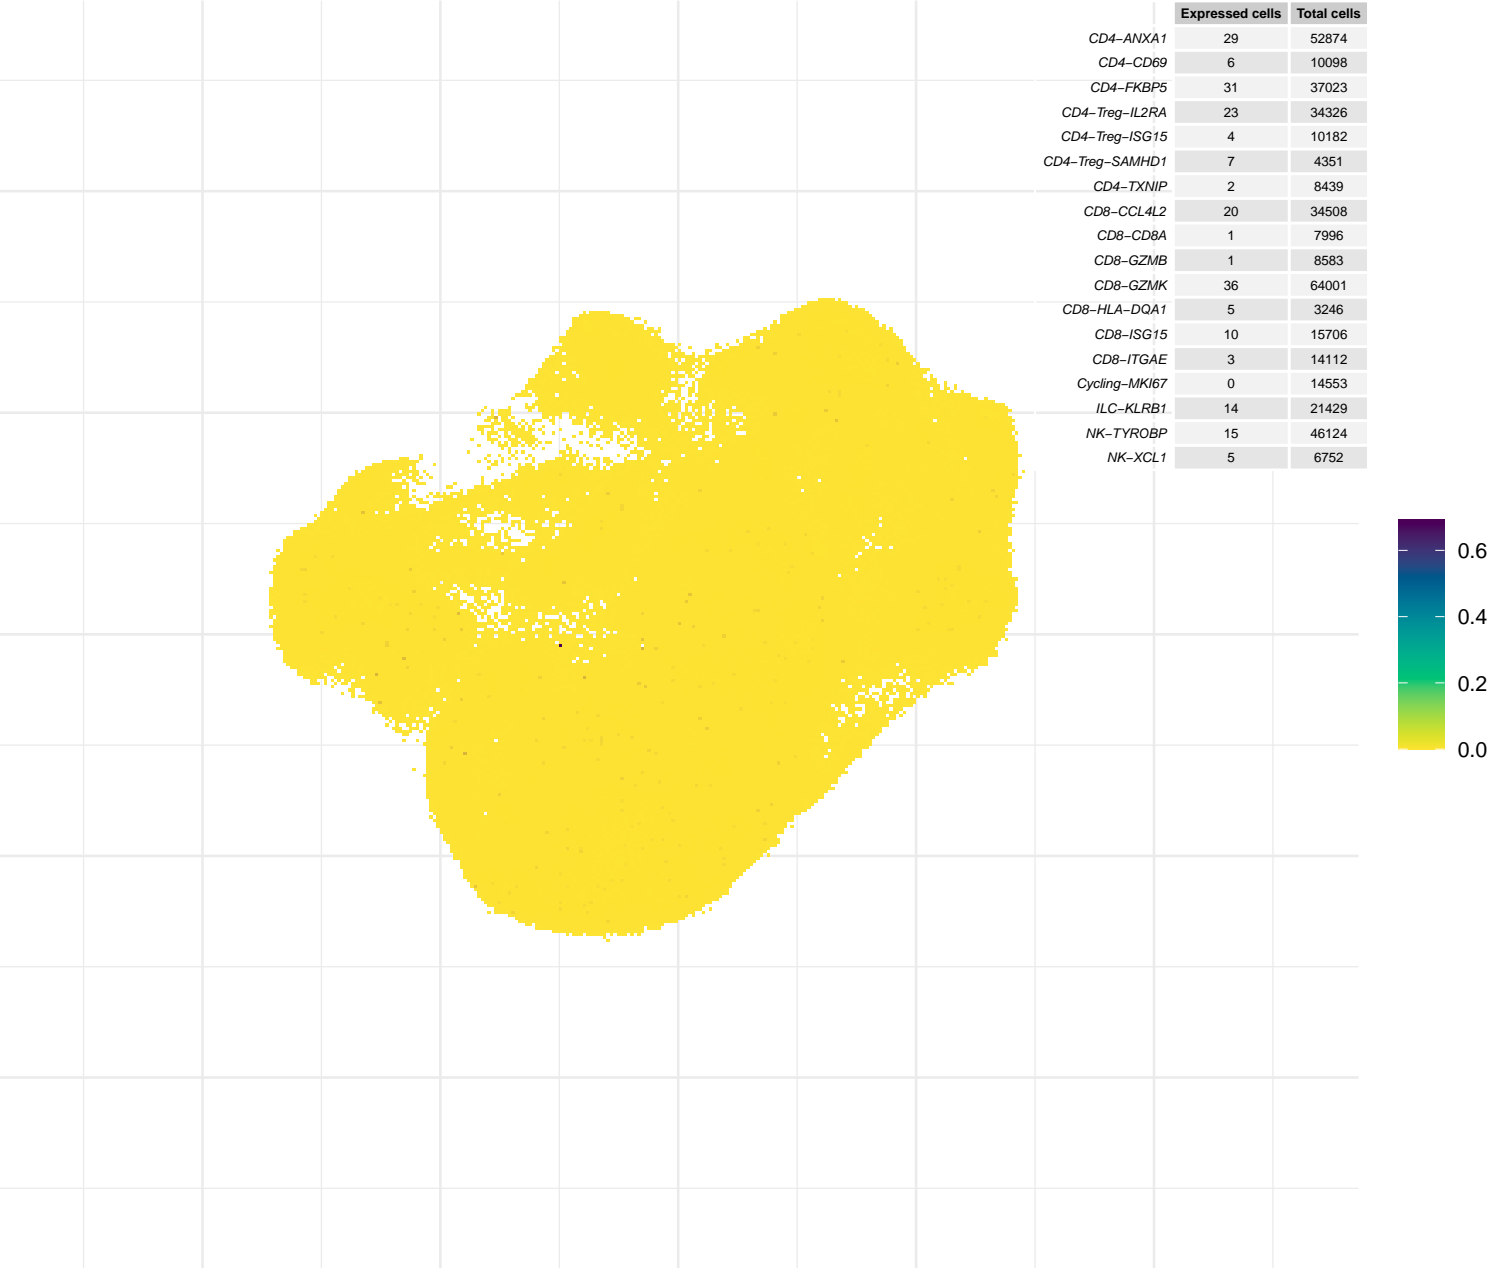 Expressed cells Total cells
CD4−ANXA1 29 52874
CD4−CD69 6 10098
CD4−FKBP5 31 37023
CD4−Treg−IL2RA 23 34326
CD4−Treg−ISG15 4 10182
CD4−Treg−SAMHD1 7 4351
CD4−TXNIP 2 8439
CD8−CCL4L2 20 34508
CD8−CD8A 1 7996
CD8−GZMB 1 8583
CD8−GZMK 36 64001
CD8−HLA−DQA1 5 3246
CD8−ISG15 10 15706
CD8−ITGAE 3 14112
Cycling−MKI67 0 14553
ILC−KLRB1 14 21429
NK−TYROBP 15 46124
NK−XCL1 5 6752
0.6
0.4
0.2
0.0